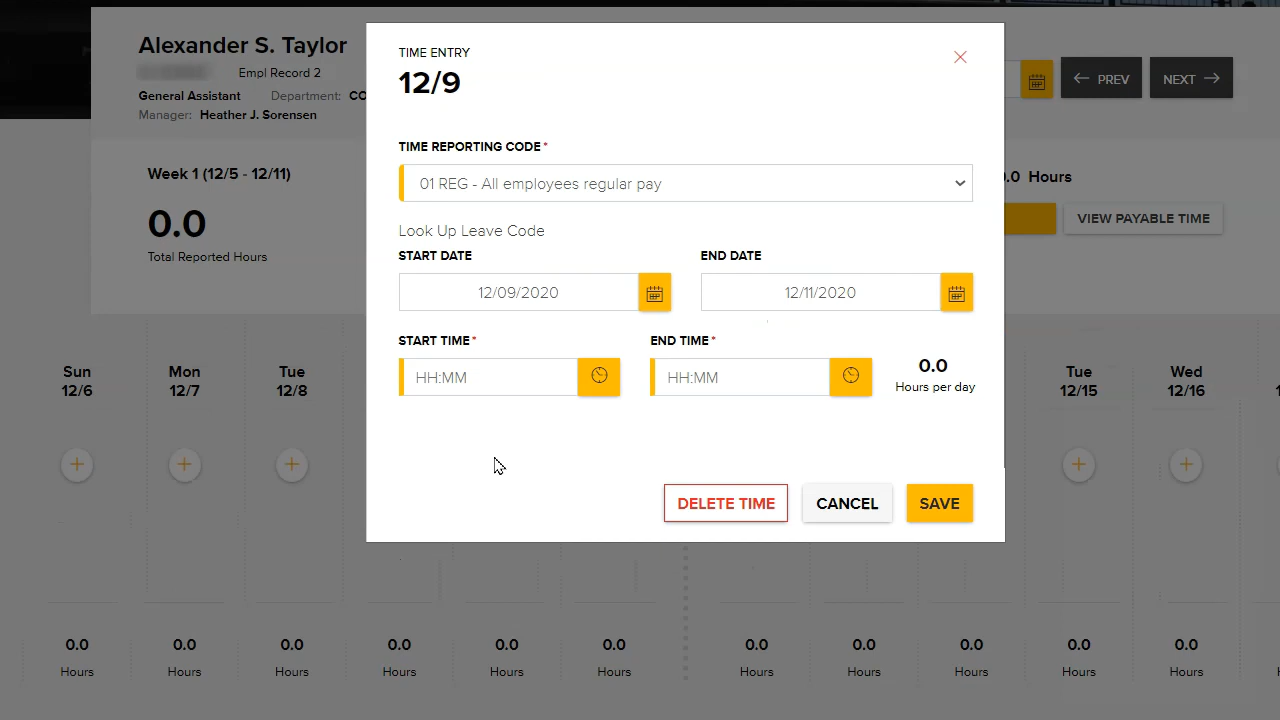 Alexander S. Taylor
Empl Record 2
General Assistant Department: CO
Manager: Heather J. Sorensen
PREV
NEXT
Week 1 (12/5 - 12/11)
0.0
Total Reported Hours
.0 Hours
VIEW PAYABLE TIME
TIME ENTRY
12/9
TIME REPORTING CODE*
01 REG - All employees regular pay
Look Up Leave Code
START DATE
END DATE
12/09/2020
12/11/2020
START TIME*
END TIME*
HH:MM
HH:MM
0.0
Hours per day
DELETE TIME
CANCEL
SAVE
Sun
12/6
Mon
12/7
Tue
12/8
Tue
12/15
Wed
12/16
0.0
Hours
0.0
Hours
0.0
Hours
0.0
Hours
0.0
Hours
0.0
Hours
0.0
Hours
0.0
Hours
0.0
Hours
0.0
Hours
0.0
Hours